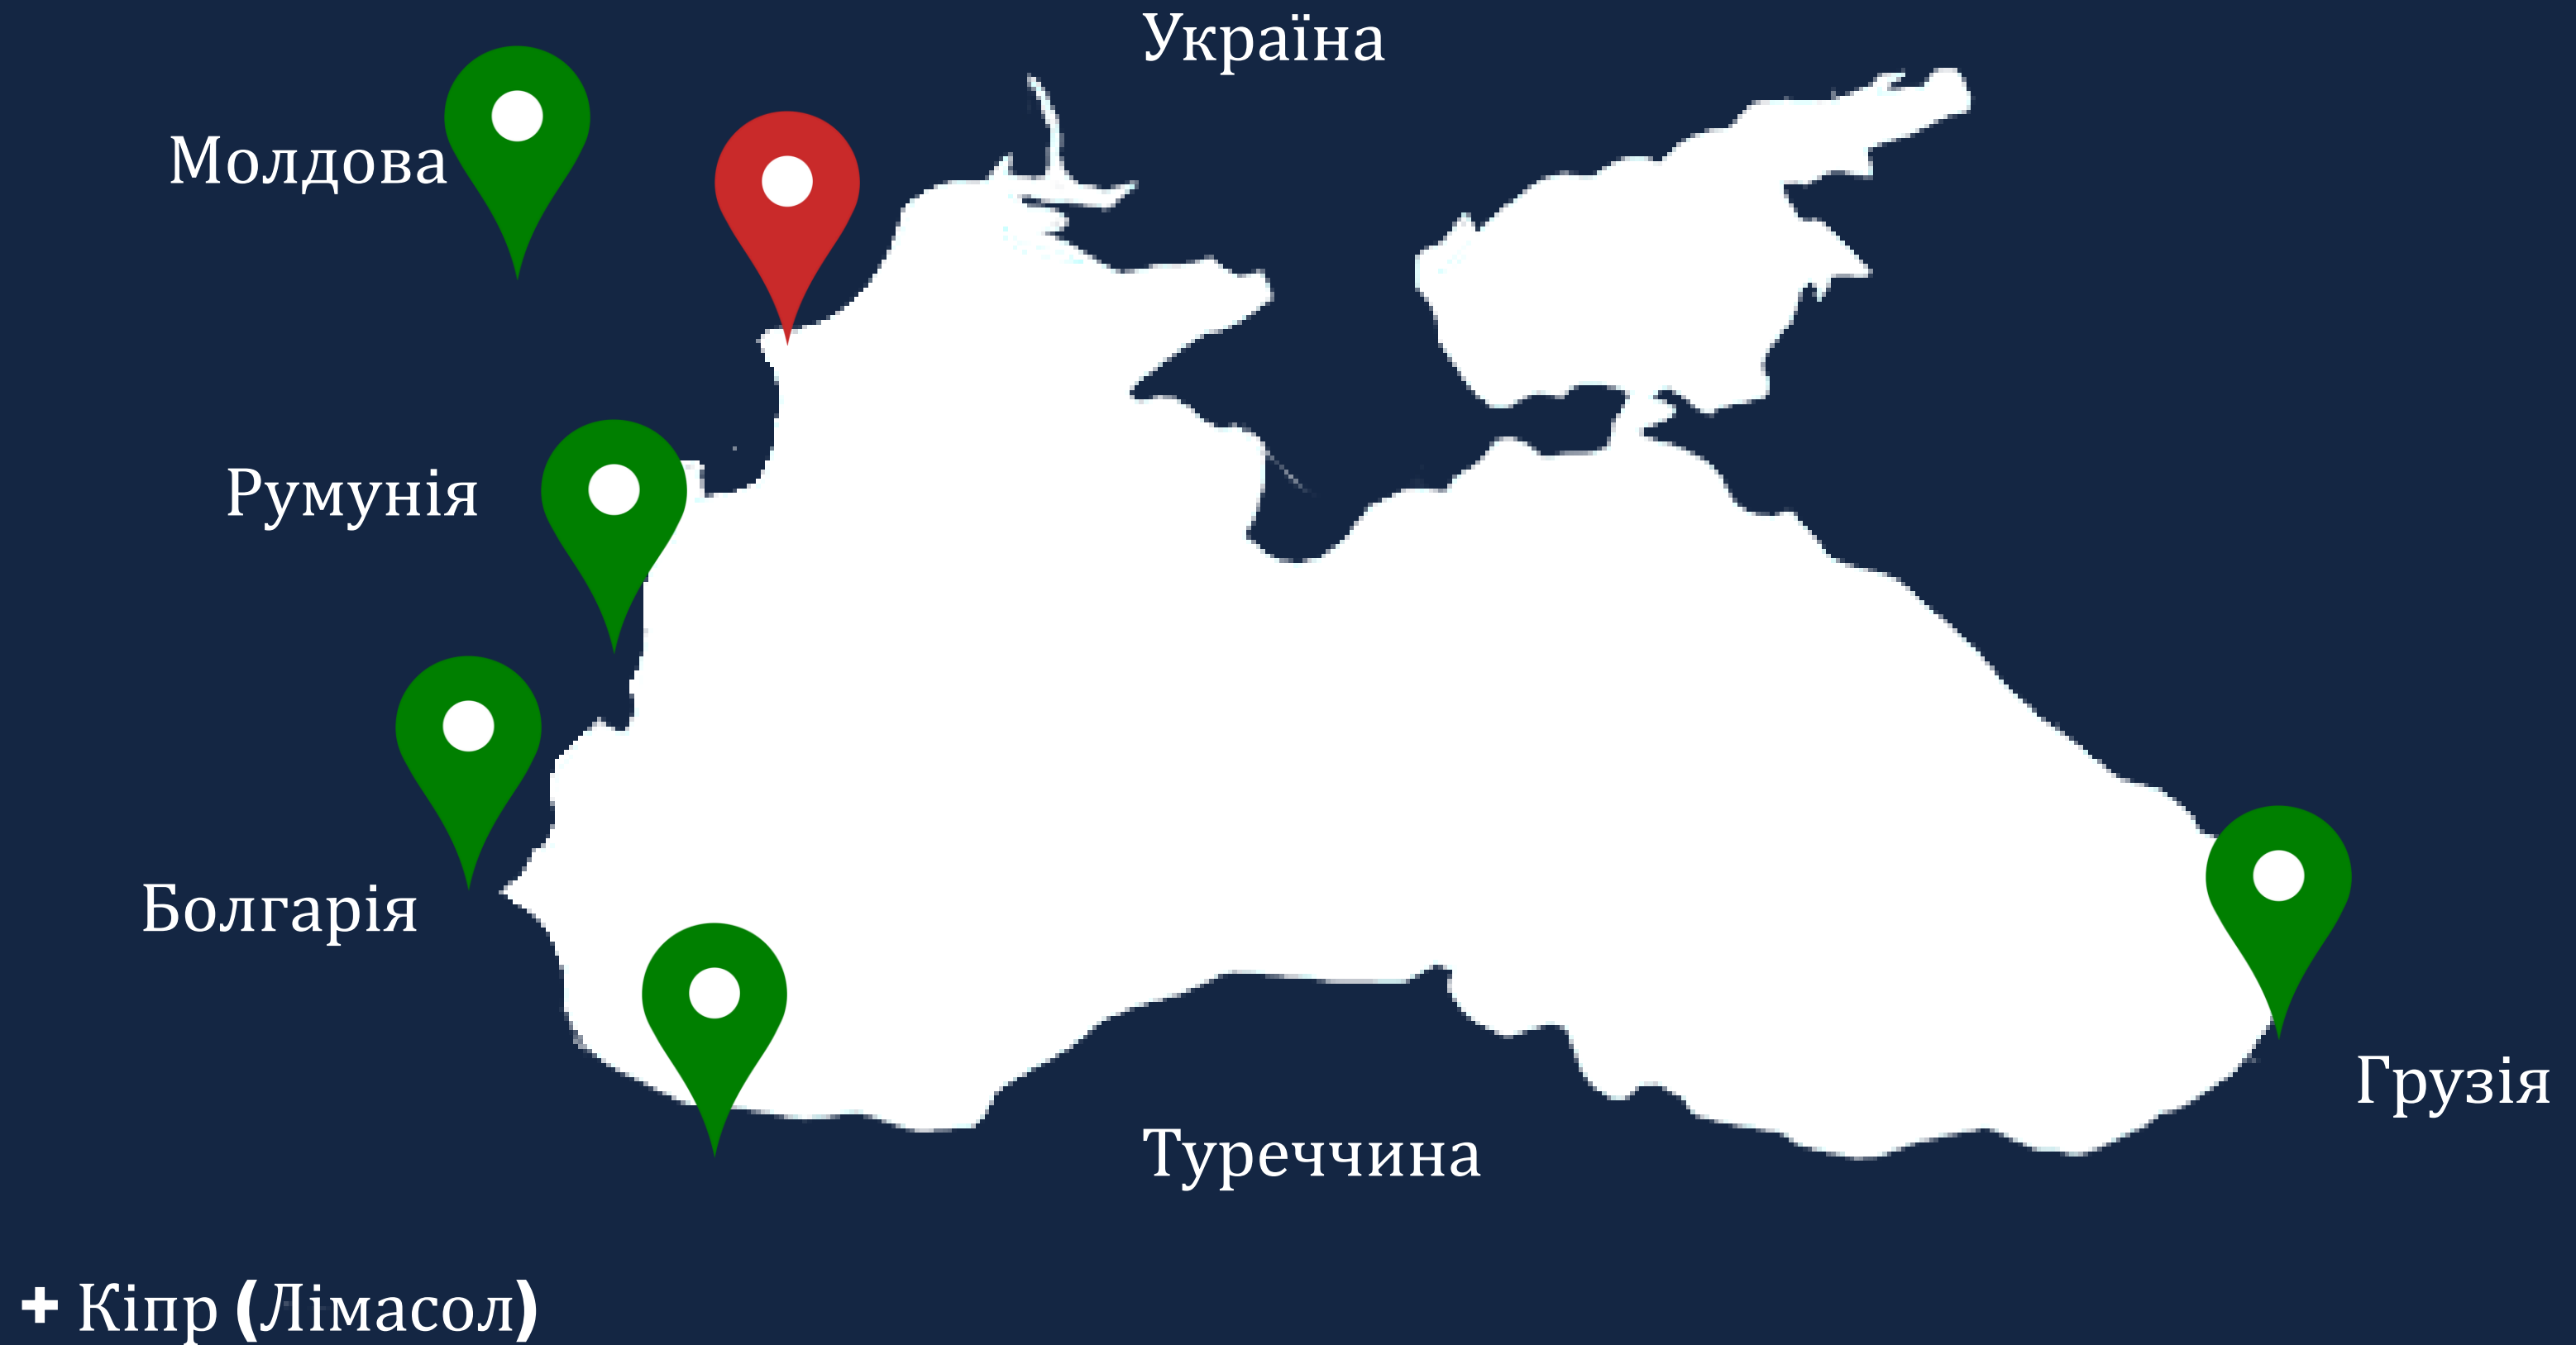 Україна
Молдова
Румунія
Болгарія
Грузія
Туреччина
+ Кіпр (Лімасол)